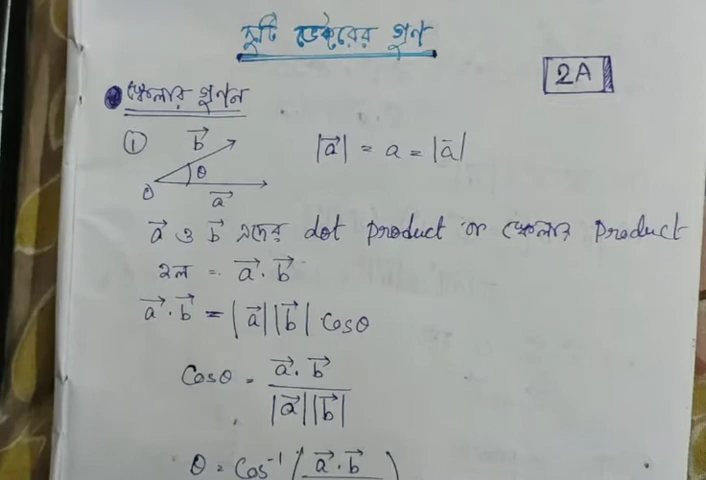 দুটি ভেক্টরের গুণ
2A
স্কেলার গুণন
① b⃗
|a⃗| = a = |ā|
θ
O
a⃗
a⃗ ও b⃗ এদের dot product or স্কেলার product
হল = a⃗ . b⃗
a⃗ . b⃗ = |a⃗||b⃗| Cosθ
Cosθ = a⃗ . b⃗ / |a⃗||b⃗|
θ = Cos⁻¹ ( a⃗ . b⃗ )